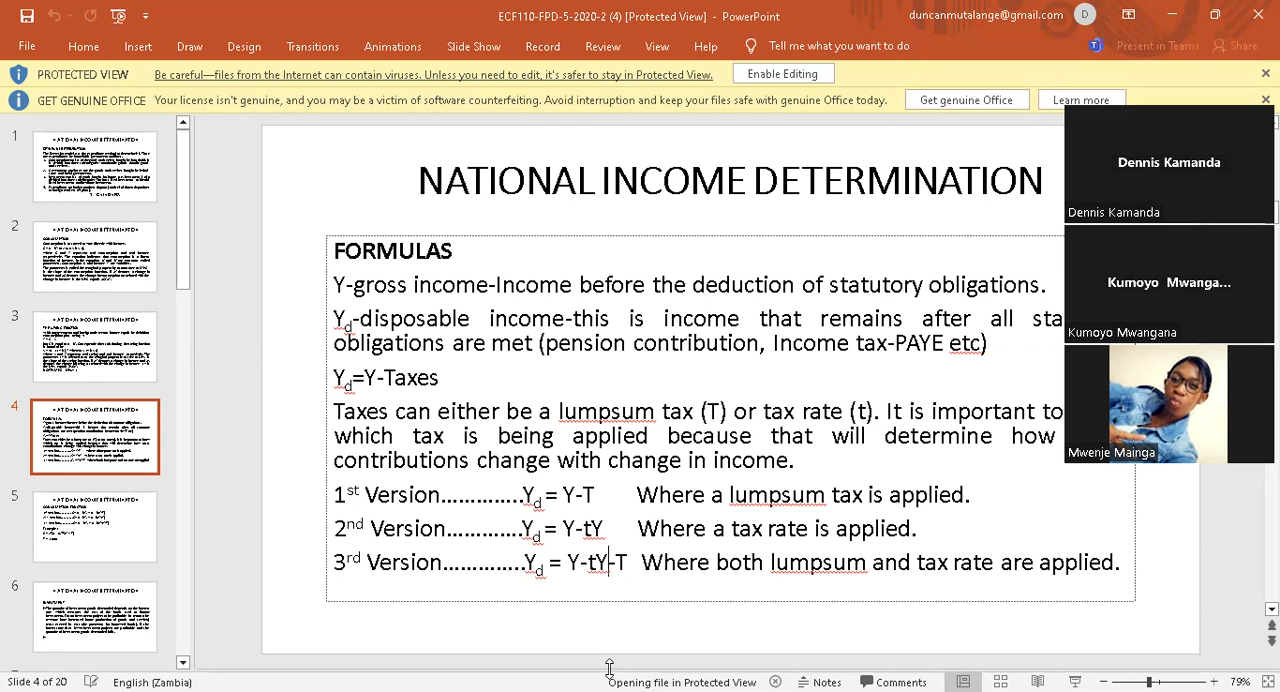 ECF110-FPD-5-2020-2 (4) [Protected View] - PowerPoint
duncanmutalange@gmail.com
D
File Home Insert Draw Design Transitions Animations Slide Show Record Review View Help Tell me what you want to do
Present in Teams Share
PROTECTED VIEW Be careful—files from the Internet can contain viruses. Unless you need to edit, it's safer to stay in Protected View. Enable Editing
GET GENUINE OFFICE Your license isn't genuine, and you may be a victim of software counterfeiting. Avoid interruption and keep your files safe with genuine Office today. Get genuine Office Learn more
1
2
3
4
5
6
NATIONAL INCOME DETERMINATION
FORMULAS
Y-gross income-Income before the deduction of statutory obligations.
Yd-disposable income-this is income that remains after all sta
obligations are met (pension contribution, Income tax-PAYE etc)
Yd=Y-Taxes
Taxes can either be a lumpsum tax (T) or tax rate (t). It is important to
which tax is being applied because that will determine how
contributions change with change in income.
1st Version.............Yd = Y-T Where a lumpsum tax is applied.
2nd Version.............Yd = Y-tY Where a tax rate is applied.
3rd Version.............Yd = Y-tY-T Where both lumpsum and tax rate are applied.
Dennis Kamanda
Dennis Kamanda
Kumoyo Mwanga...
Kumoyo Mwangana
Mwenje Mainga
Slide 4 of 20 English (Zambia) Opening file in Protected View Notes Comments 79%